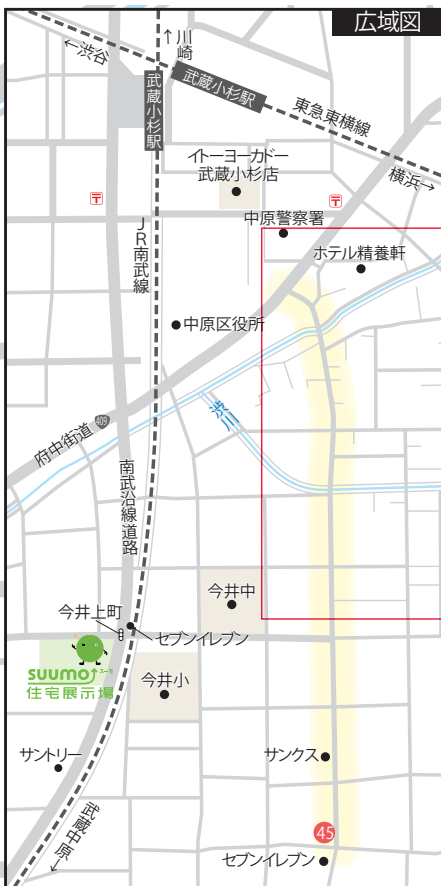 広域図
↑川崎
←渋谷
武蔵小杉駅
武蔵小杉駅
東急東横線
横浜→
イトーヨーカドー
武蔵小杉店
〒
〒
中原警察署
ホテル精養軒
JR南武線
中原区役所
渋川
409
府中街道
南武沿線道路
今井上町
セブンイレブン
今井中
SUUMO スーモ
住宅展示場
今井小
サントリー
サンクス
武蔵中原→
45
セブンイレブン